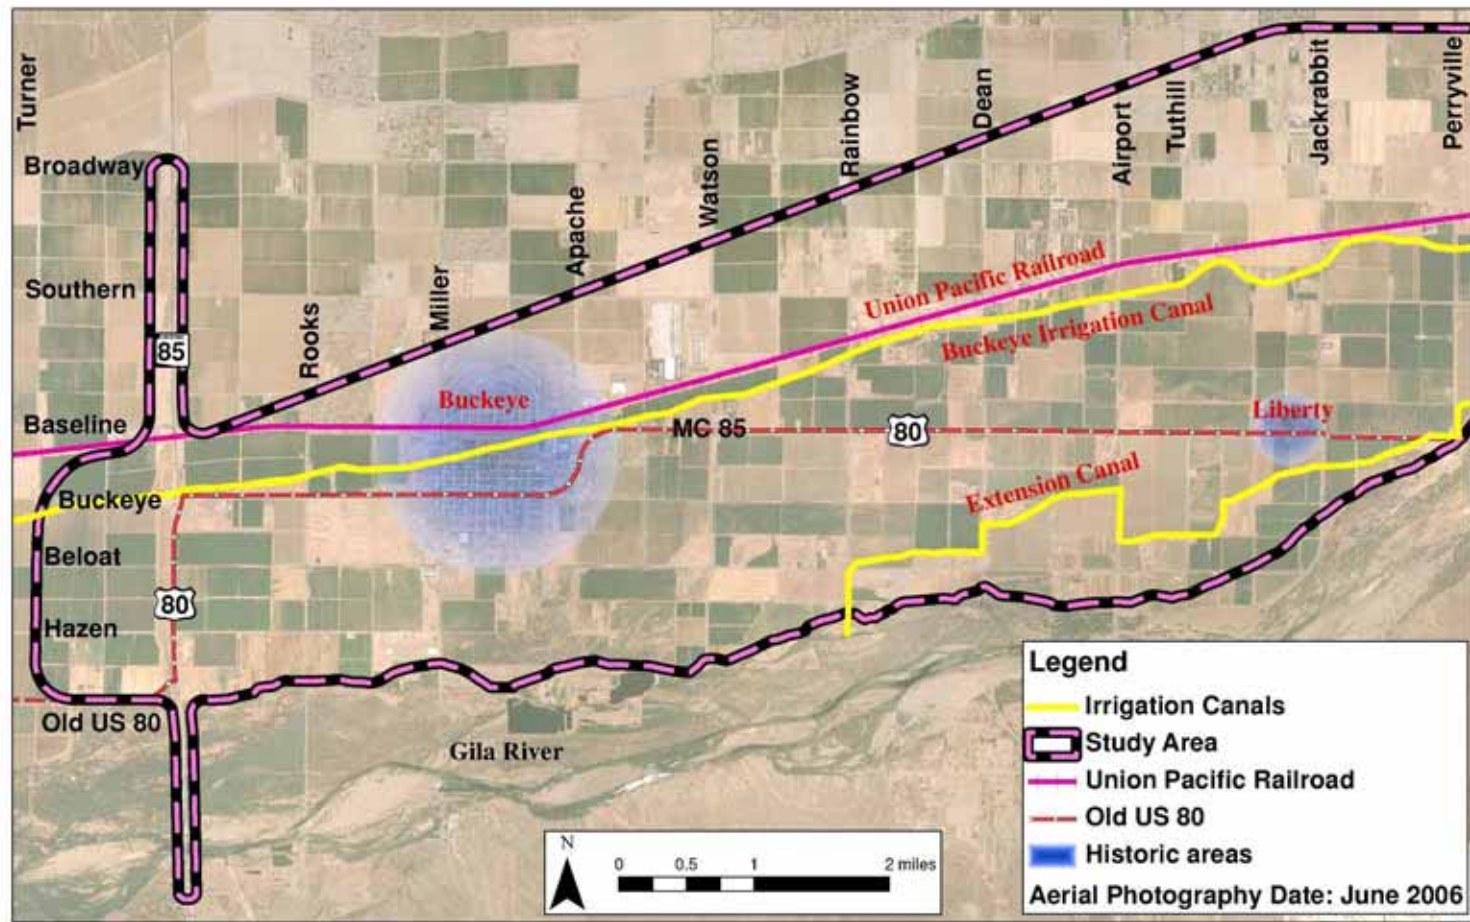 Turner
Broadway
Southern
85
Baseline
Buckeye
Beloat
Hazen
80
Old US 80
Rooks
Miller
Apache
Watson
Rainbow
Dean
Airport
Tuthill
Jackrabbit
Perryville
Union Pacific Railroad
Buckeye Irrigation Canal
Buckeye
MC 85
80
Liberty
Extension Canal
Gila River
N
0 0.5 1 2 miles
Legend
Irrigation Canals
Study Area
Union Pacific Railroad
Old US 80
Historic areas
Aerial Photography Date: June 2006